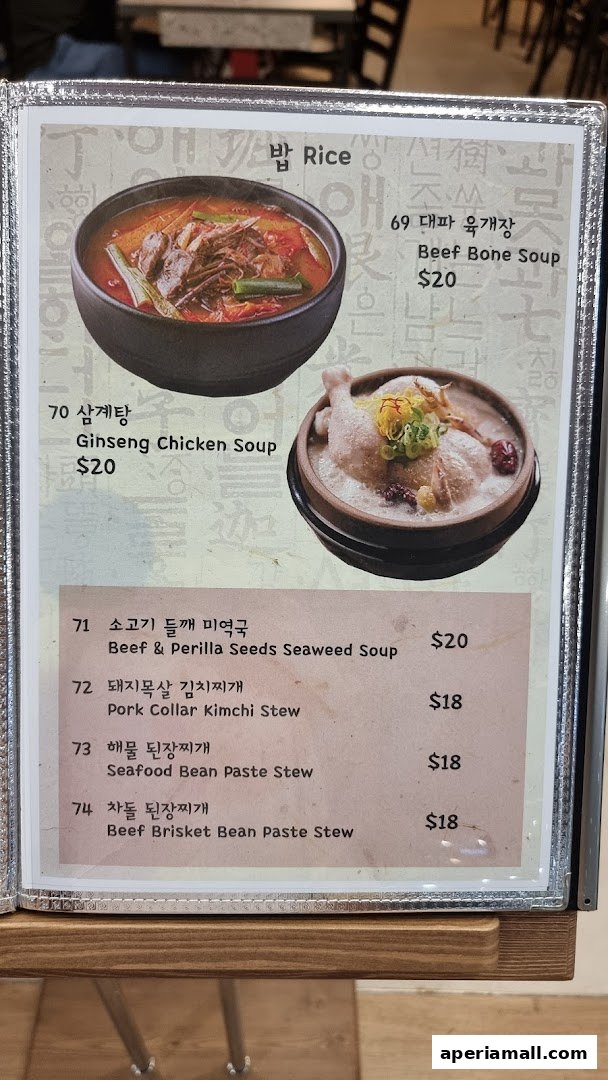 밥 Rice
69 대파 육개장
Beef Bone Soup
$20
70 삼계탕
Ginseng Chicken Soup
$20
71 소고기 들깨 미역국
Beef & Perilla Seeds Seaweed Soup $20
72 돼지목살 김치찌개
Pork Collar Kimchi Stew $18
73 해물 된장찌개
Seafood Bean Paste Stew $18
74 차돌 된장찌개
Beef Brisket Bean Paste Stew $18
aperiamall.com